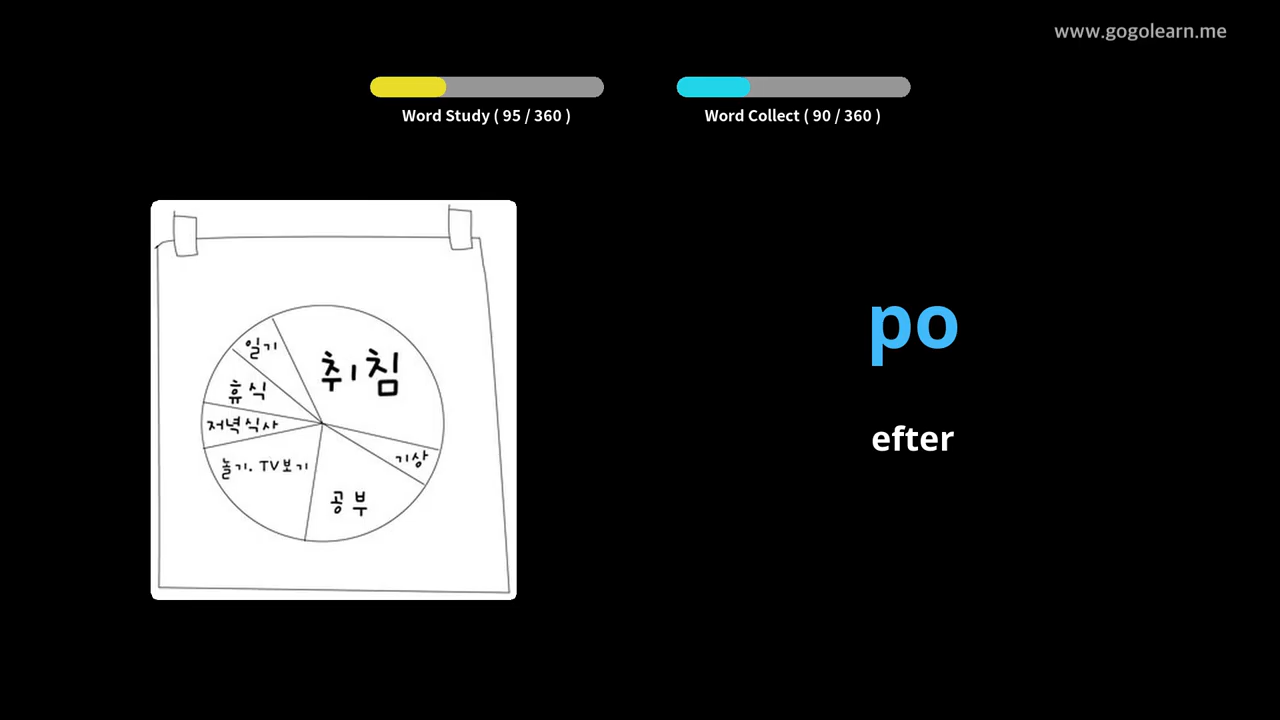 www.gogolearn.me
Word Study ( 95 / 360 )
Word Collect ( 90 / 360 )
일기
취침
휴식
저녁식사
놀기. TV보기
기상
공부
po
efter